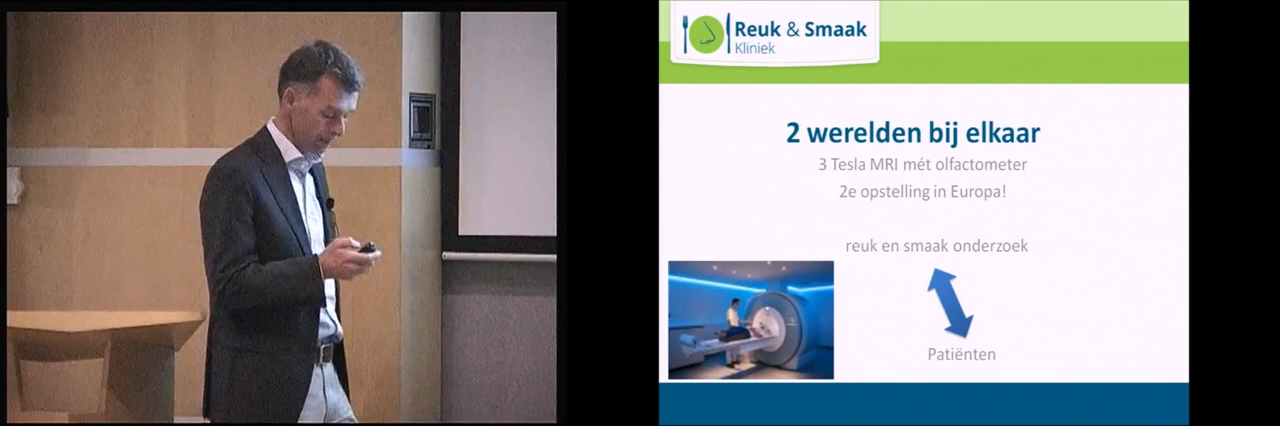 Reuk & Smaak
Kliniek
2 werelden bij elkaar
3 Tesla MRI mét olfactometer
2e opstelling in Europa!
reuk en smaak onderzoek
Patiënten